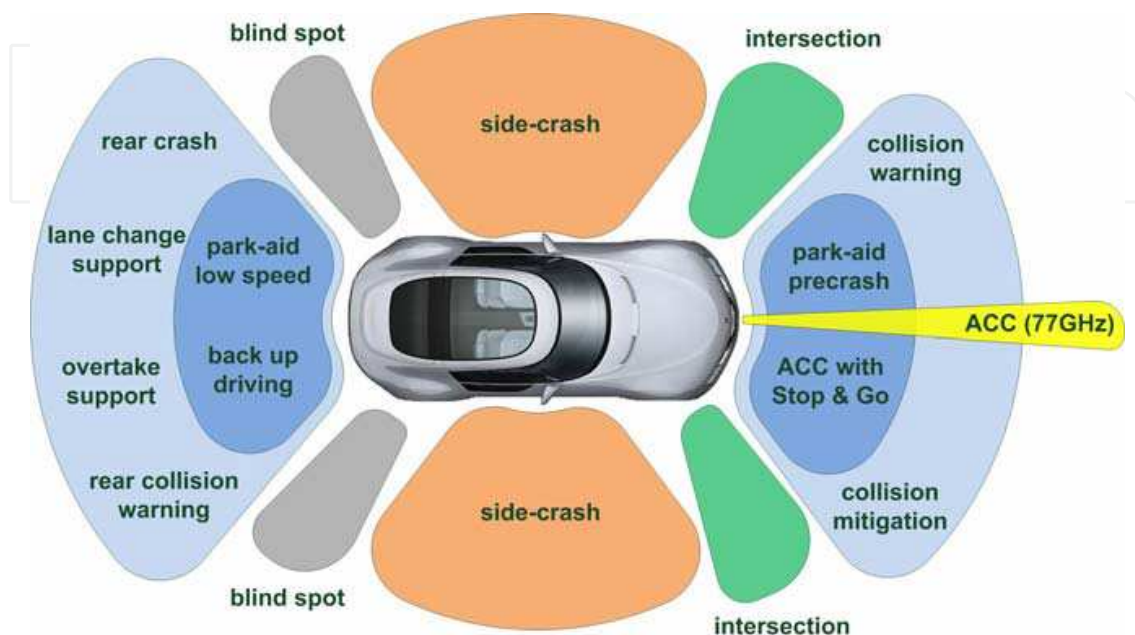 blind spot
intersection
side-crash
rear crash
collision
warning
lane change
support
park-aid
low speed
park-aid
precrash
ACC (77GHz)
overtake
support
back up
driving
ACC with
Stop & Go
rear collision
warning
side-crash
collision
mitigation
blind spot
intersection